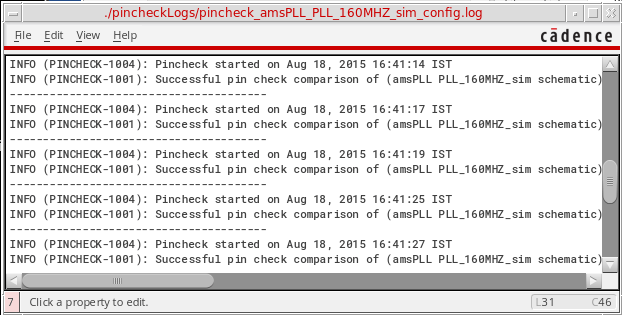 ./pincheckLogs/pincheck_amsPLL_PLL_160MHZ_sim_config.log
File Edit View Help cādence
INFO (PINCHECK-1004): Pincheck started on Aug 18, 2015 16:41:14 IST
INFO (PINCHECK-1001): Successful pin check comparison of (amsPLL PLL_160MHZ_sim schematic)
---------------------------------------
INFO (PINCHECK-1004): Pincheck started on Aug 18, 2015 16:41:17 IST
INFO (PINCHECK-1001): Successful pin check comparison of (amsPLL PLL_160MHZ_sim schematic)
---------------------------------------
INFO (PINCHECK-1004): Pincheck started on Aug 18, 2015 16:41:19 IST
INFO (PINCHECK-1001): Successful pin check comparison of (amsPLL PLL_160MHZ_sim schematic)
---------------------------------------
INFO (PINCHECK-1004): Pincheck started on Aug 18, 2015 16:41:25 IST
INFO (PINCHECK-1001): Successful pin check comparison of (amsPLL PLL_160MHZ_sim schematic)
---------------------------------------
INFO (PINCHECK-1004): Pincheck started on Aug 18, 2015 16:41:27 IST
INFO (PINCHECK-1001): Successful pin check comparison of (amsPLL PLL_160MHZ_sim schematic)
7 Click a property to edit. L31 C46